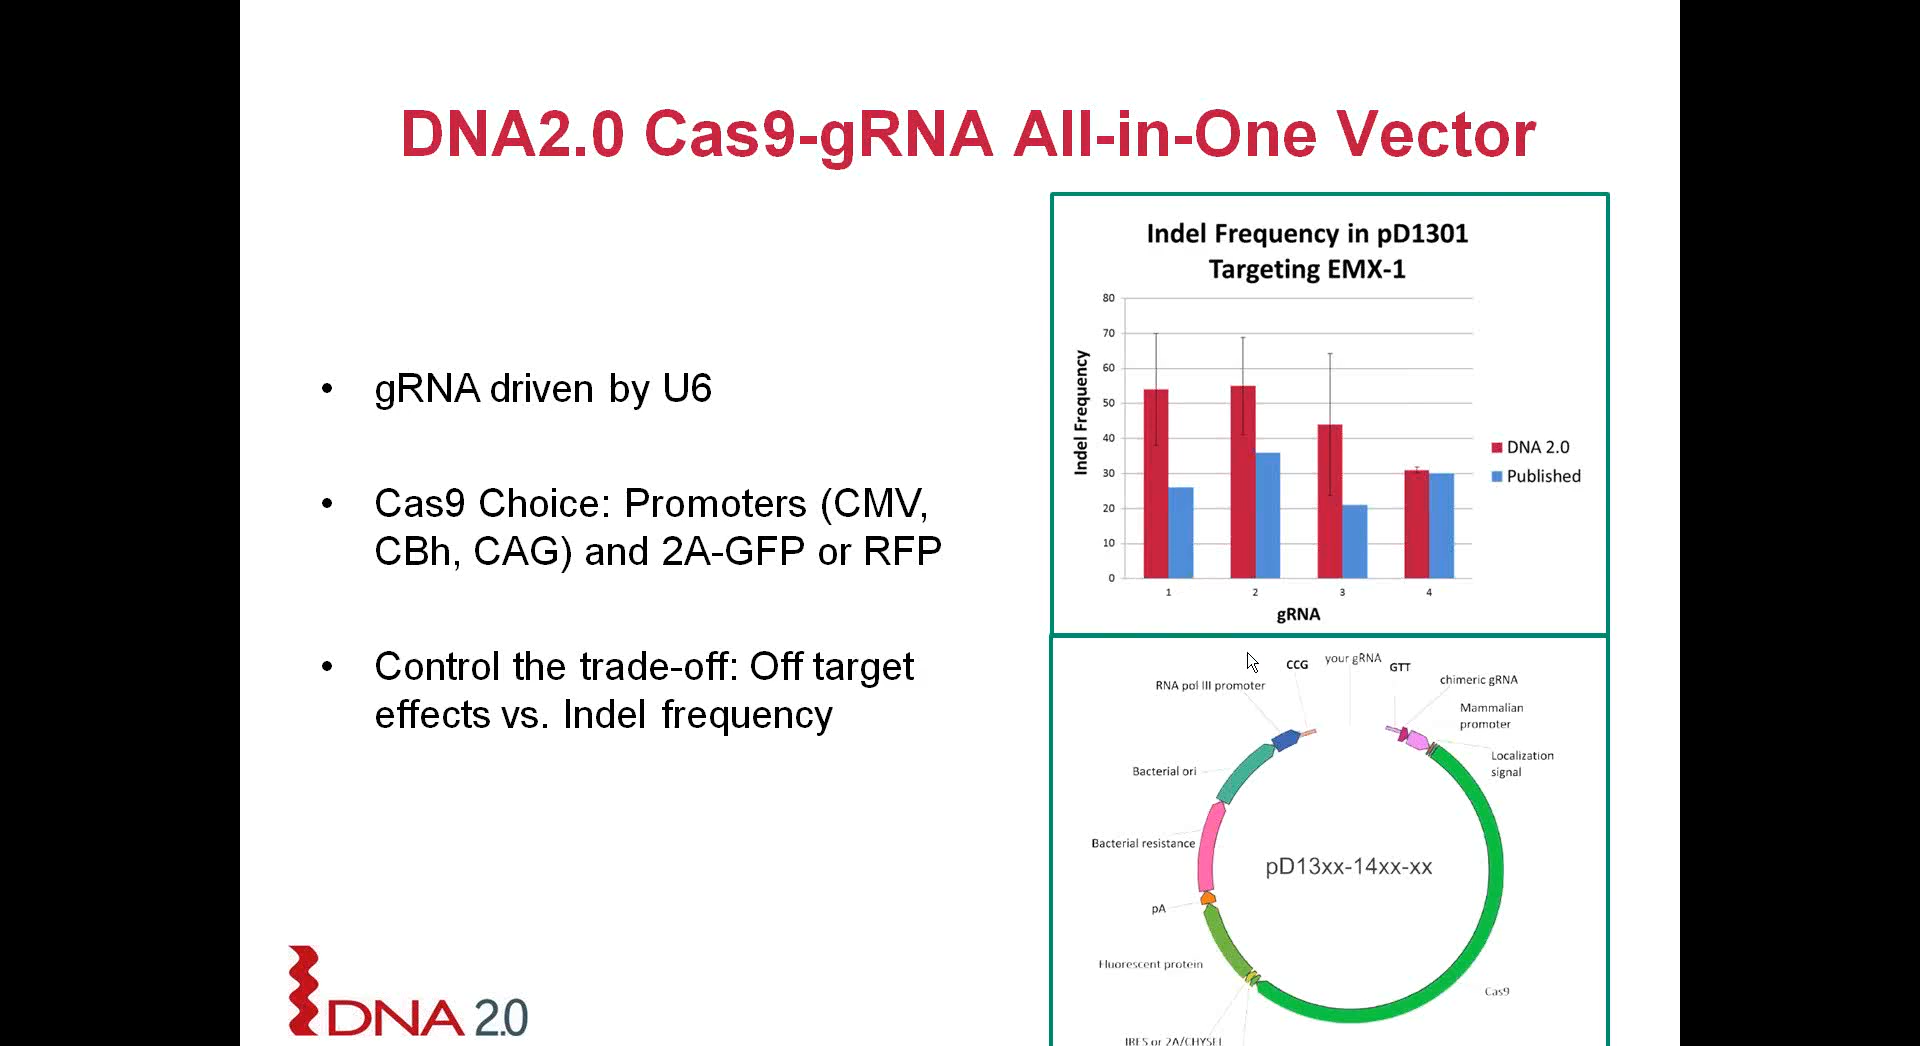 DNA2.0 Cas9-gRNA All-in-One Vector
• gRNA driven by U6
• Cas9 Choice: Promoters (CMV,
CBh, CAG) and 2A-GFP or RFP
• Control the trade-off: Off target
effects vs. Indel frequency
DNA 2.0
Indel Frequency in pD1301
Targeting EMX-1
Indel Frequency
80
70
60
50
40
30
20
10
0
1 2 3 4
gRNA
DNA 2.0
Published
CCG
your gRNA
GTT
RNA pol III promoter
chimeric gRNA
Mammalian
promoter
Localization
signal
Bacterial ori
Bacterial resistance
pD13xx-14xx-xx
pA
Fluorescent protein
Cas9
IRES or 2A/CHYSEL